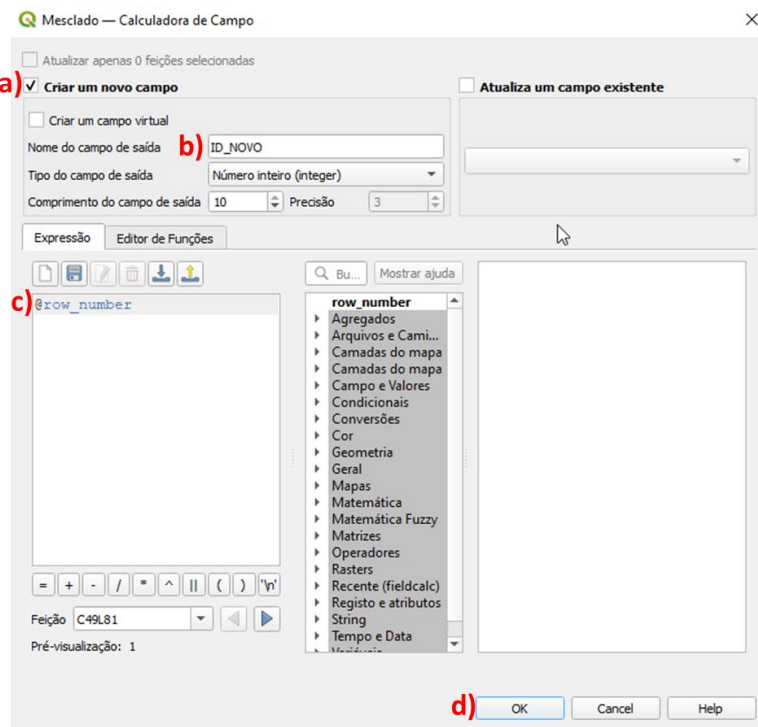 Mesclado — Calculadora de Campo
Atualizar apenas 0 feições selecionadas
a) Criar um novo campo
Atualiza um campo existente
Criar um campo virtual
Nome do campo de saída b) ID_NOVO
Tipo do campo de saída Número inteiro (integer)
Comprimento do campo de saída 10 Precisão 3
Expressão Editor de Funções
Bu... Mostrar ajuda
c) @row_number
row_number
Agregados
Arquivos e Cami...
Camadas do mapa
Camadas do mapa
Campo e Valores
Condicionais
Conversões
Cor
Geometria
Geral
Mapas
Matemática
Matemática Fuzzy
Matrizes
Operadores
Rasters
Recente (fieldcalc)
Registo e atributos
String
Tempo e Data
= + - / * ^ || ( ) '\n'
Feição C49L81
Pré-visualização: 1
d) OK Cancel Help